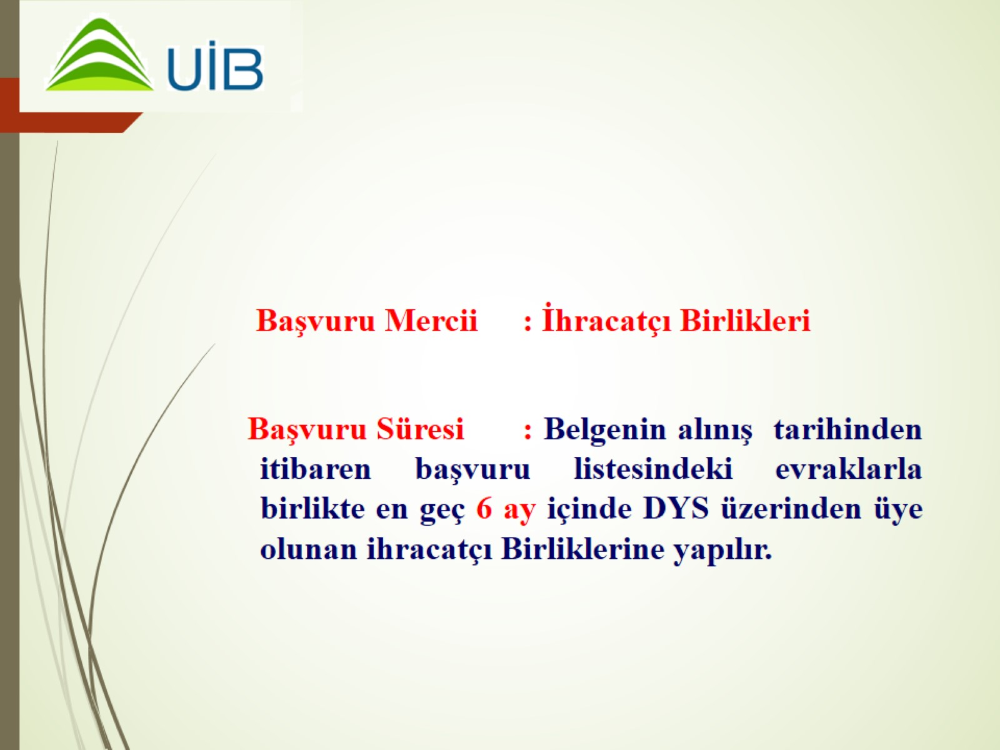 UİB
Başvuru Mercii : İhracatçı Birlikleri
Başvuru Süresi : Belgenin alınış tarihinden
itibaren başvuru listesindeki evraklarla
birlikte en geç 6 ay içinde DYS üzerinden üye
olunan ihracatçı Birliklerine yapılır.